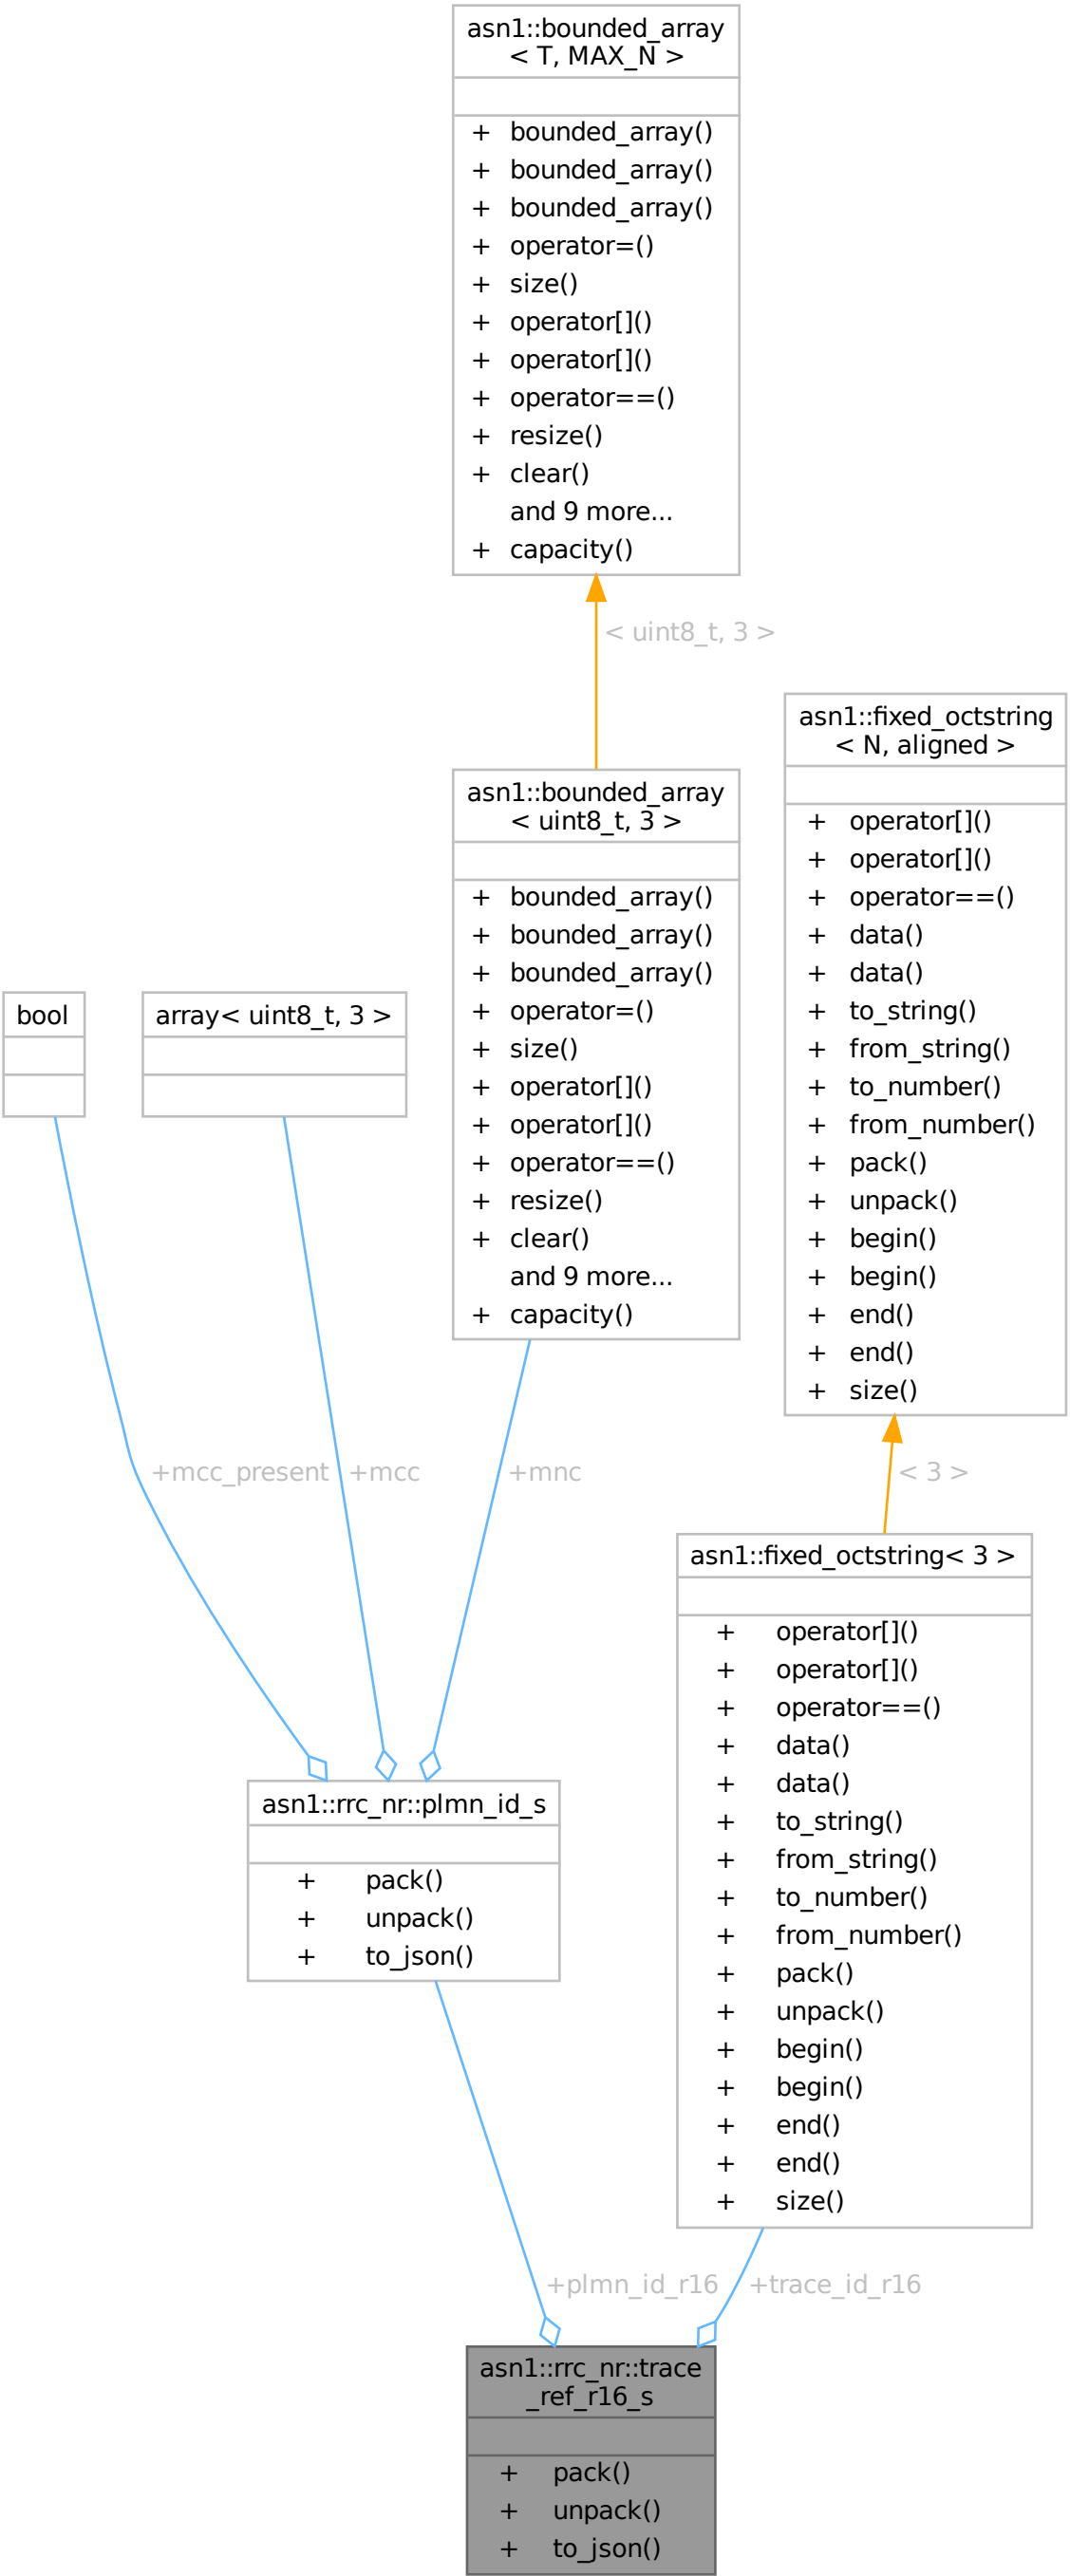 asn1::bounded_array
< T, MAX_N >
+ bounded_array()
+ bounded_array()
+ bounded_array()
+ operator=()
+ size()
+ operator[]()
+ operator[]()
+ operator==()
+ resize()
+ clear()
and 9 more...
+ capacity()
< uint8_t, 3 >
asn1::fixed_octstring
< N, aligned >
+ operator[]()
+ operator[]()
+ operator==()
+ data()
+ data()
+ to_string()
+ from_string()
+ to_number()
+ from_number()
+ pack()
+ unpack()
+ begin()
+ begin()
+ end()
+ end()
+ size()
asn1::bounded_array
< uint8_t, 3 >
+ bounded_array()
+ bounded_array()
+ bounded_array()
+ operator=()
+ size()
+ operator[]()
+ operator[]()
+ operator==()
+ resize()
+ clear()
and 9 more...
+ capacity()
bool
array< uint8_t, 3 >
+mcc_present
+mcc
+mnc
< 3 >
asn1::fixed_octstring< 3 >
+ operator[]()
+ operator[]()
+ operator==()
+ data()
+ data()
+ to_string()
+ from_string()
+ to_number()
+ from_number()
+ pack()
+ unpack()
+ begin()
+ begin()
+ end()
+ end()
+ size()
asn1::rrc_nr::plmn_id_s
+ pack()
+ unpack()
+ to_json()
+plmn_id_r16
+trace_id_r16
asn1::rrc_nr::trace
_ref_r16_s
+ pack()
+ unpack()
+ to_json()